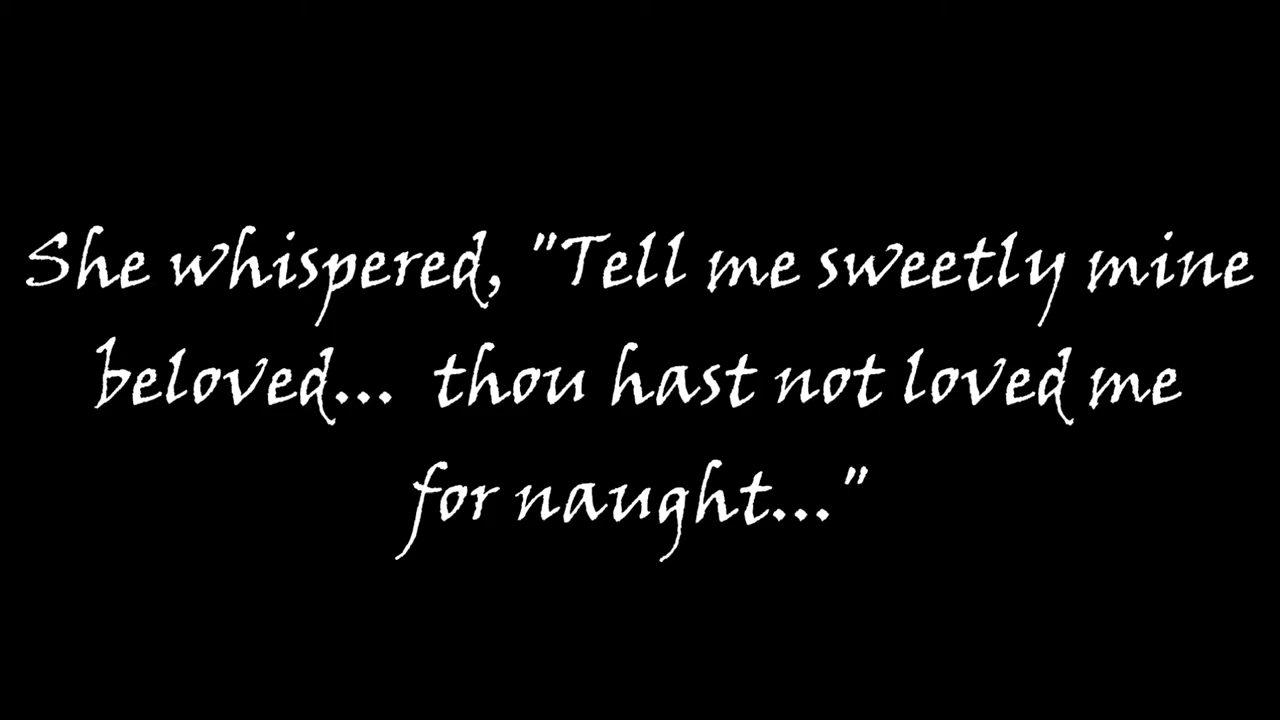 She whispered, "Tell me sweetly mine
beloved...  thou hast not loved me
for naught..."